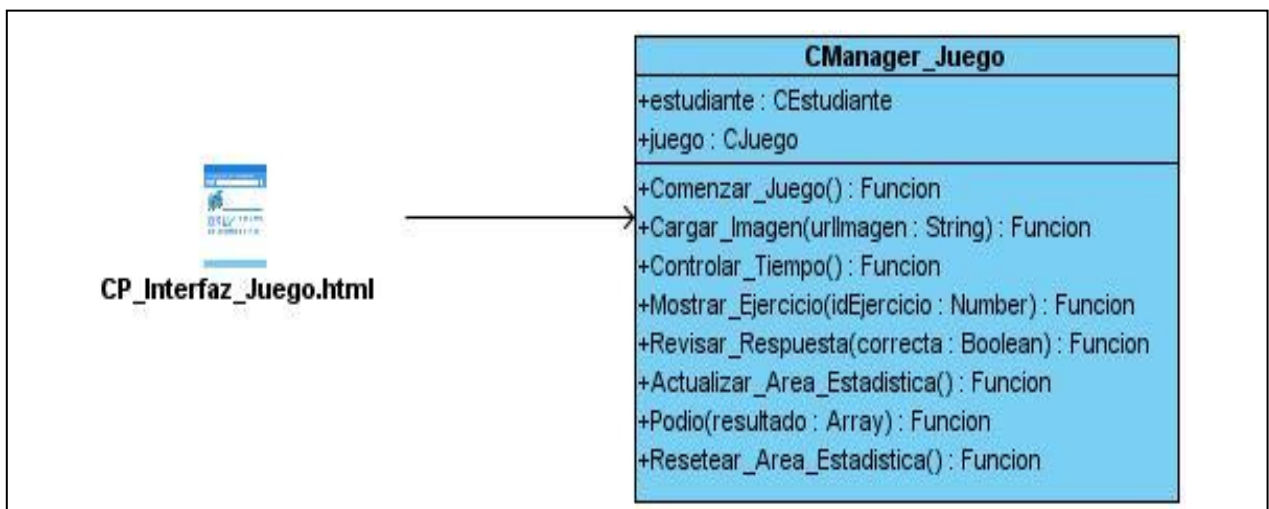 CManager_Juego
+estudiante : CEstudiante
+juego : CJuego
+Comenzar_Juego() : Funcion
+Cargar_Imagen(urlImagen : String) : Funcion
+Controlar_Tiempo() : Funcion
+Mostrar_Ejercicio(idEjercicio : Number) : Funcion
+Revisar_Respuesta(correcta : Boolean) : Funcion
+Actualizar_Area_Estadistica() : Funcion
+Podio(resultado : Array) : Funcion
+Resetear_Area_Estadistica() : Funcion
CP_Interfaz_Juego.html